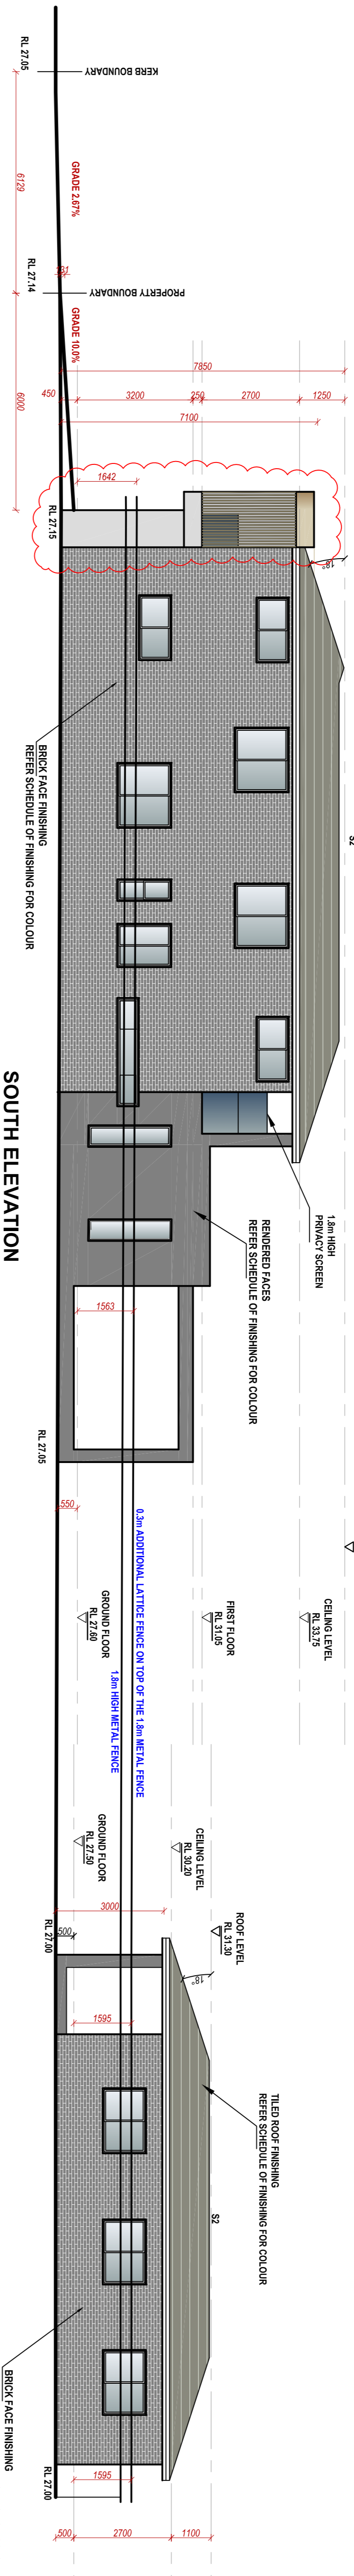 S2
1.8m HIGH
PRIVACY SCREEN
CEILING LEVEL
RL 33.75
FIRST FLOOR
RL 31.05
GROUND FLOOR
RL 27.60
ROOF LEVEL
RL 31.30
CEILING LEVEL
RL 30.20
GROUND FLOOR
RL 27.50
TILED ROOF FINISHING
REFER SCHEDULE OF FINISHING FOR COLOUR
S2
18°
18°
RENDERED FACES
REFER SCHEDULE OF FINISHING FOR COLOUR
0.3m ADDITIONAL LATTICE FENCE ON TOP OF THE 1.8m METAL FENCE
1.8m HIGH METAL FENCE
KERB BOUNDARY
PROPERTY BOUNDARY
GRADE 2.67%
GRADE 10.0%
7850
450
3200
250
2700
1250
7100
1642
1563
550
3000
500
1595
1595
500
2700
1100
RL 27.05
6129
RL 27.14
6000
RL 27.15
RL 27.05
RL 27.00
RL 27.00
BRICK FACE FINISHING
REFER SCHEDULE OF FINISHING FOR COLOUR
BRICK FACE FINISHING
SOUTH ELEVATION